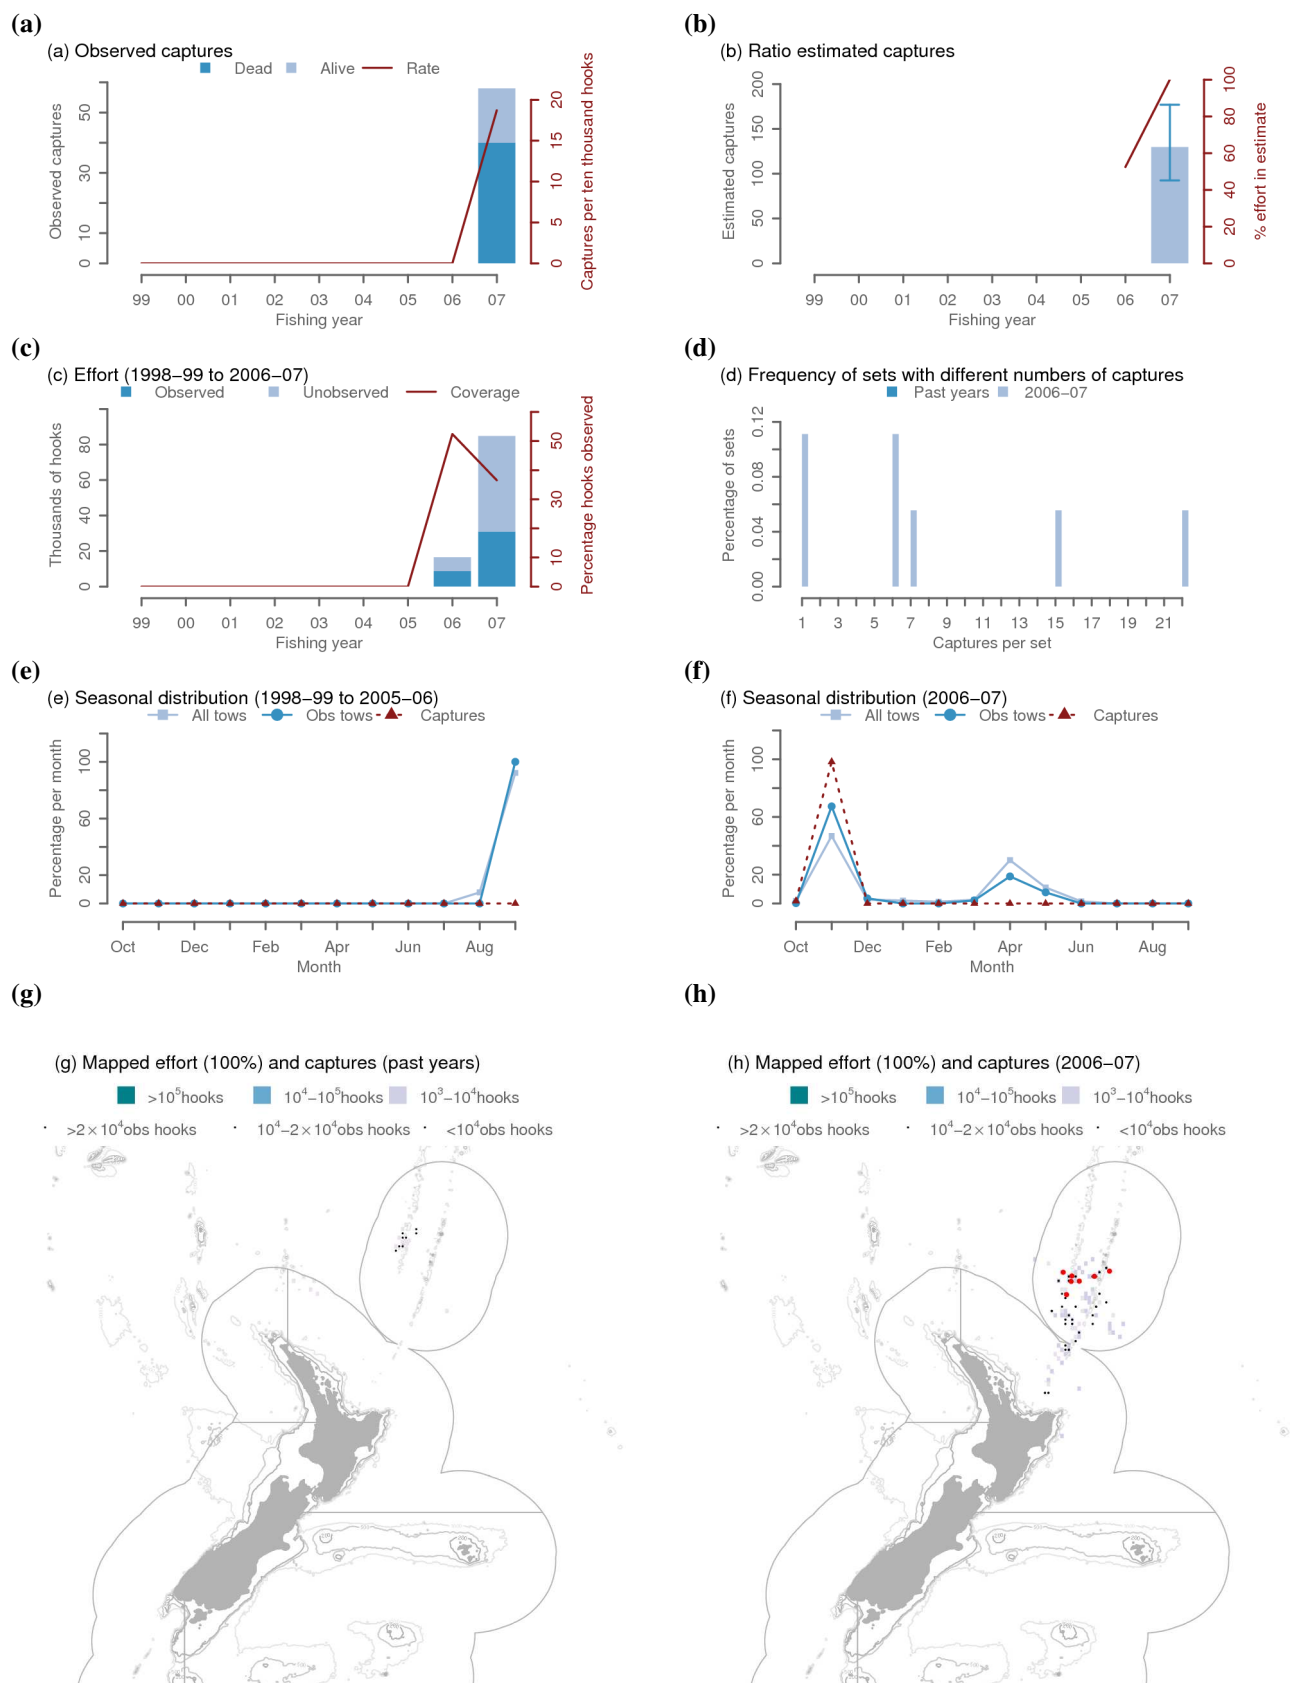 (a)
(b)
(a) Observed captures
Dead Alive Rate
Observed captures
0 10 30 50
0 5 10 15 20
Captures per ten thousand hooks
99 00 01 02 03 04 05 06 07
Fishing year
(b) Ratio estimated captures
Estimated captures
0 50 100 150 200
0 20 40 60 80 100
% effort in estimate
99 00 01 02 03 04 05 06 07
Fishing year
(c)
(d)
(c) Effort (1998–99 to 2006–07)
Observed Unobserved Coverage
Thousands of hooks
0 20 40 60 80
0 10 30 50
Percentage hooks observed
99 00 01 02 03 04 05 06 07
Fishing year
(d) Frequency of sets with different numbers of captures
Past years 2006–07
Percentage of sets
0.00 0.04 0.08 0.12
1 3 5 7 9 11 13 15 17 19 21
Captures per set
(e)
(f)
(e) Seasonal distribution (1998–99 to 2005–06)
All tows Obs tows Captures
Percentage per month
0 20 60 100
Oct Dec Feb Apr Jun Aug
Month
(f) Seasonal distribution (2006–07)
All tows Obs tows Captures
Percentage per month
0 20 60 100
Oct Dec Feb Apr Jun Aug
Month
(g)
(h)
(g) Mapped effort (100%) and captures (past years)
>10⁵hooks 10⁴–10⁵hooks 10³–10⁴hooks
>2×10⁴obs hooks 10⁴–2×10⁴obs hooks <10⁴obs hooks
(h) Mapped effort (100%) and captures (2006–07)
>10⁵hooks 10⁴–10⁵hooks 10³–10⁴hooks
>2×10⁴obs hooks 10⁴–2×10⁴obs hooks <10⁴obs hooks